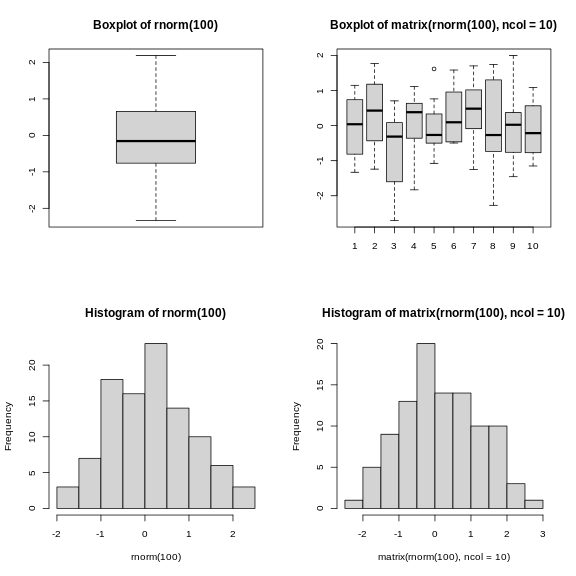 Boxplot of rnorm(100)
2
1
0
-1
-2
Boxplot of matrix(rnorm(100), ncol = 10)
2
1
0
-1
-2
1 2 3 4 5 6 7 8 9 10
Histogram of rnorm(100)
Frequency
20
15
10
5
0
-2 -1 0 1 2
rnorm(100)
Histogram of matrix(rnorm(100), ncol = 10)
Frequency
20
15
10
5
0
-2 -1 0 1 2 3
matrix(rnorm(100), ncol = 10)